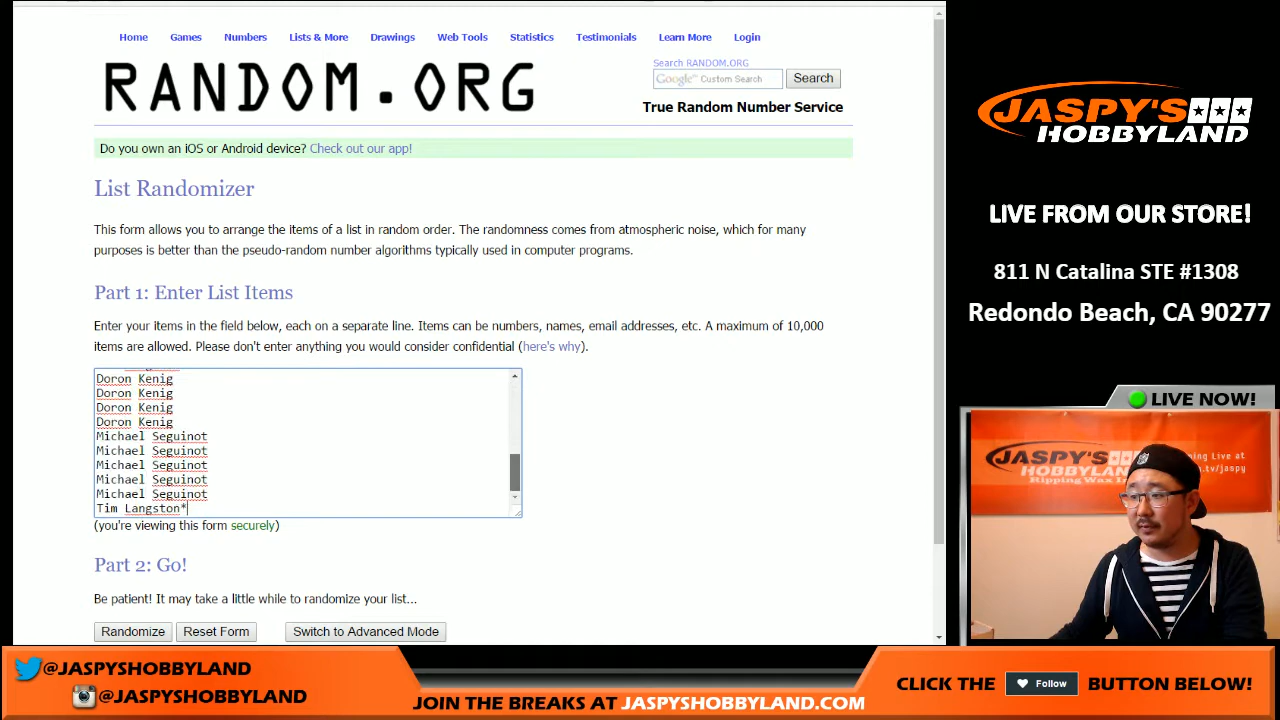 Home Games Numbers Lists & More Drawings Web Tools Statistics Testimonials Learn More Login
RANDOM.ORG
Search RANDOM.ORG
Google™ Custom Search Search
True Random Number Service
Do you own an iOS or Android device? Check out our app!
List Randomizer
This form allows you to arrange the items of a list in random order. The randomness comes from atmospheric noise, which for many
purposes is better than the pseudo-random number algorithms typically used in computer programs.
Part 1: Enter List Items
Enter your items in the field below, each on a separate line. Items can be numbers, names, email addresses, etc. A maximum of 10,000
items are allowed. Please don't enter anything you would consider confidential (here's why).
Doron Kenig
Doron Kenig
Doron Kenig
Doron Kenig
Michael Seguinot
Michael Seguinot
Michael Seguinot
Michael Seguinot
Michael Seguinot
Tim Langston*
(you're viewing this form securely)
Part 2: Go!
Be patient! It may take a little while to randomize your list...
Randomize Reset Form Switch to Advanced Mode
JASPY'S
HOBBYLAND
LIVE FROM OUR STORE!
811 N Catalina STE #1308
Redondo Beach, CA 90277
LIVE NOW!
JASPY'S
HOBBYLAND
Ripping Wax
ing Live at
.tv/jaspy
@JASPYSHOBBYLAND
@JASPYSHOBBYLAND
JOIN THE BREAKS AT JASPYSHOBBYLAND.COM
CLICK THE Follow BUTTON BELOW!